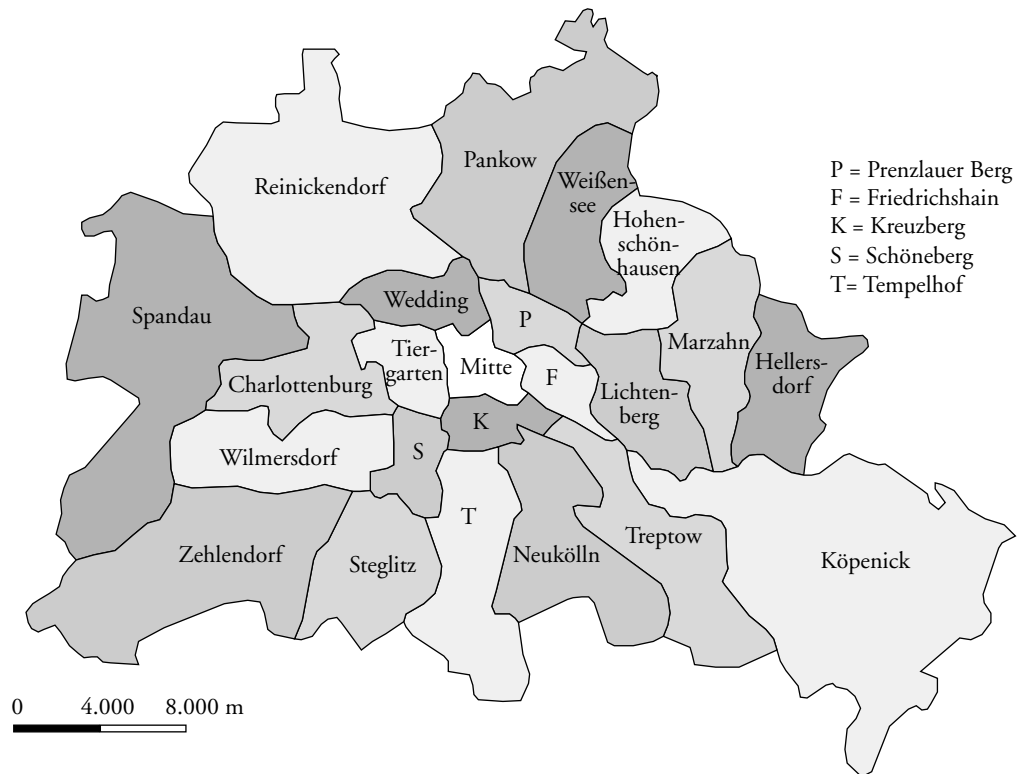 Pankow
P = Prenzlauer Berg
F = Friedrichshain
K = Kreuzberg
S = Schöneberg
T= Tempelhof
Reinickendorf
Weißen-
see
Hohen-
schön-
hausen
Spandau
Wedding
P
Marzahn
Tier-
garten
Mitte
F
Hellers-
dorf
Charlottenburg
Lichten-
berg
K
S
Wilmersdorf
T
Zehlendorf
Steglitz
Neukölln
Treptow
Köpenick
0 4.000 8.000 m